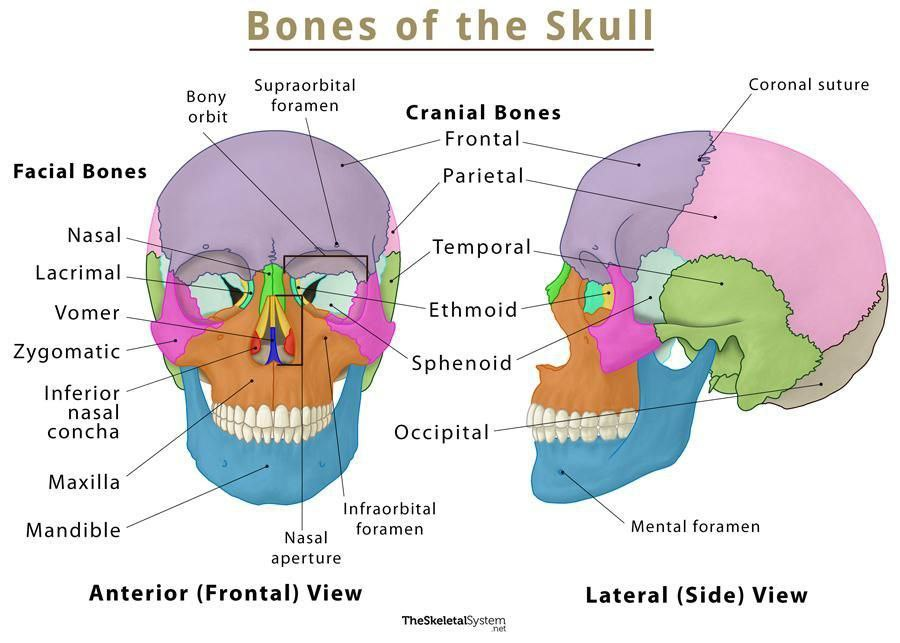 Bones of the Skull
Bony
orbit
Supraorbital
foramen
Cranial Bones
Coronal suture
Frontal
Facial Bones
Parietal
Nasal
Temporal
Lacrimal
Ethmoid
Vomer
Zygomatic
Sphenoid
Inferior
nasal
concha
Occipital
Maxilla
Infraorbital
foramen
Mandible
Nasal
aperture
Mental foramen
Anterior (Frontal) View
Lateral (Side) View
TheSkeletalSystem
.net